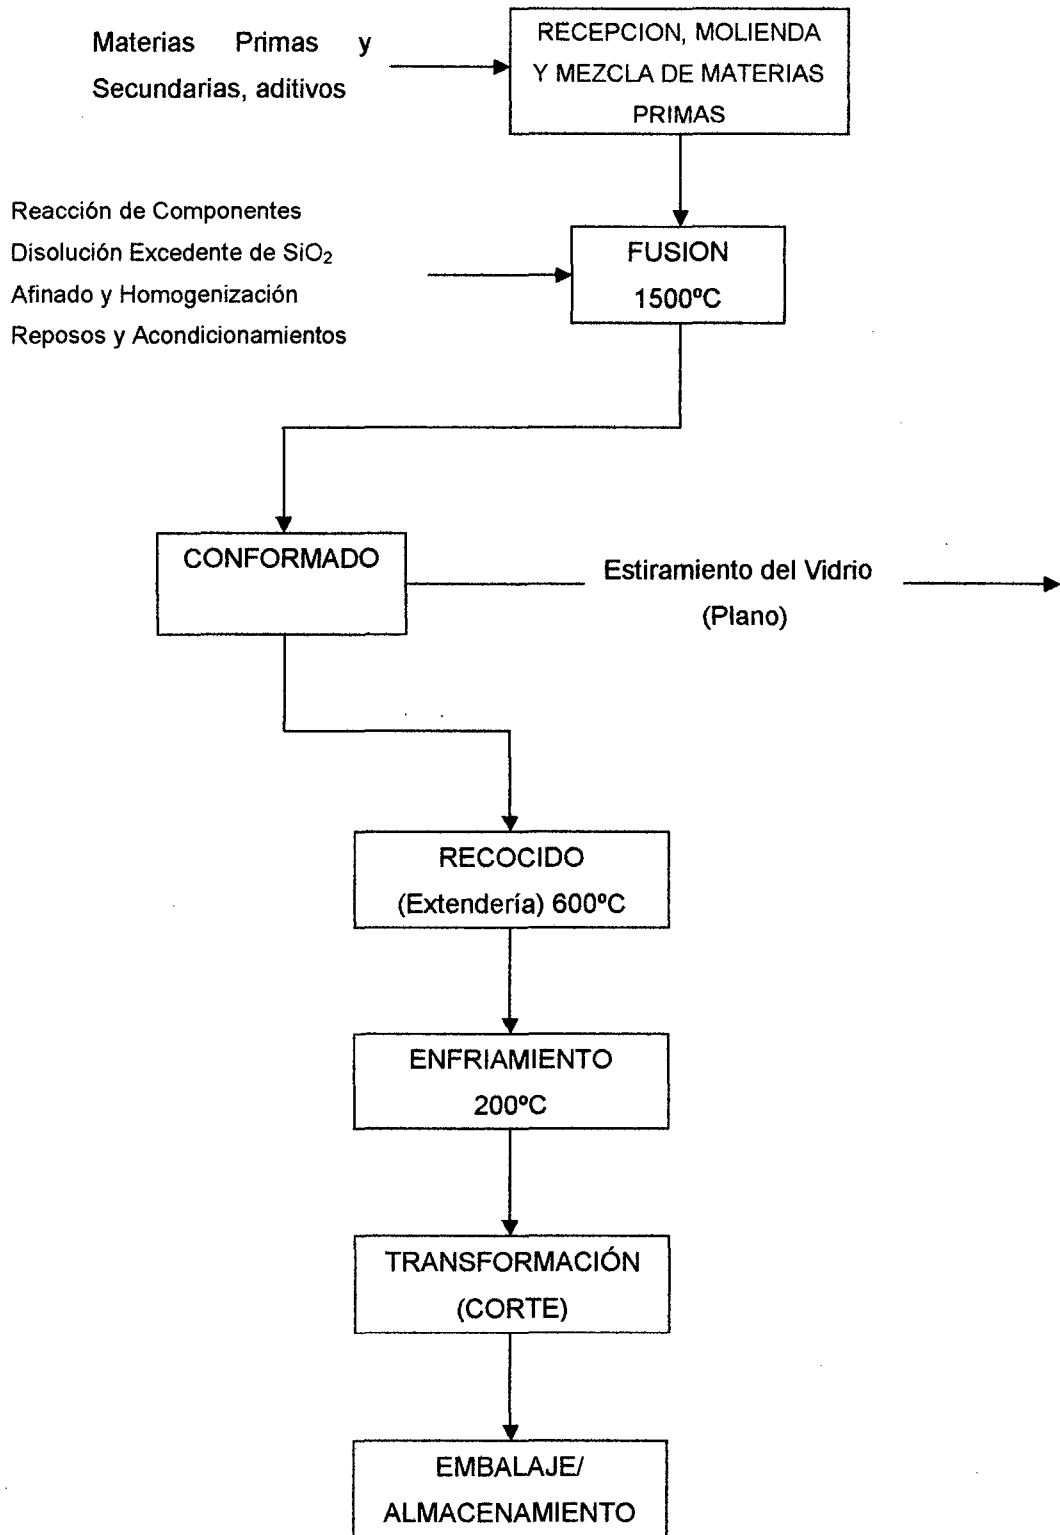 Materias Primas y
Secundarias, aditivos
RECEPCION, MOLIENDA
Y MEZCLA DE MATERIAS
PRIMAS
Reacción de Componentes
Disolución Excedente de SiO₂
Afinado y Homogenización
Reposos y Acondicionamientos
FUSION
1500ºC
CONFORMADO
Estiramiento del Vidrio
(Plano)
RECOCIDO
(Extendería) 600ºC
ENFRIAMIENTO
200ºC
TRANSFORMACIÓN
(CORTE)
EMBALAJE/
ALMACENAMIENTO